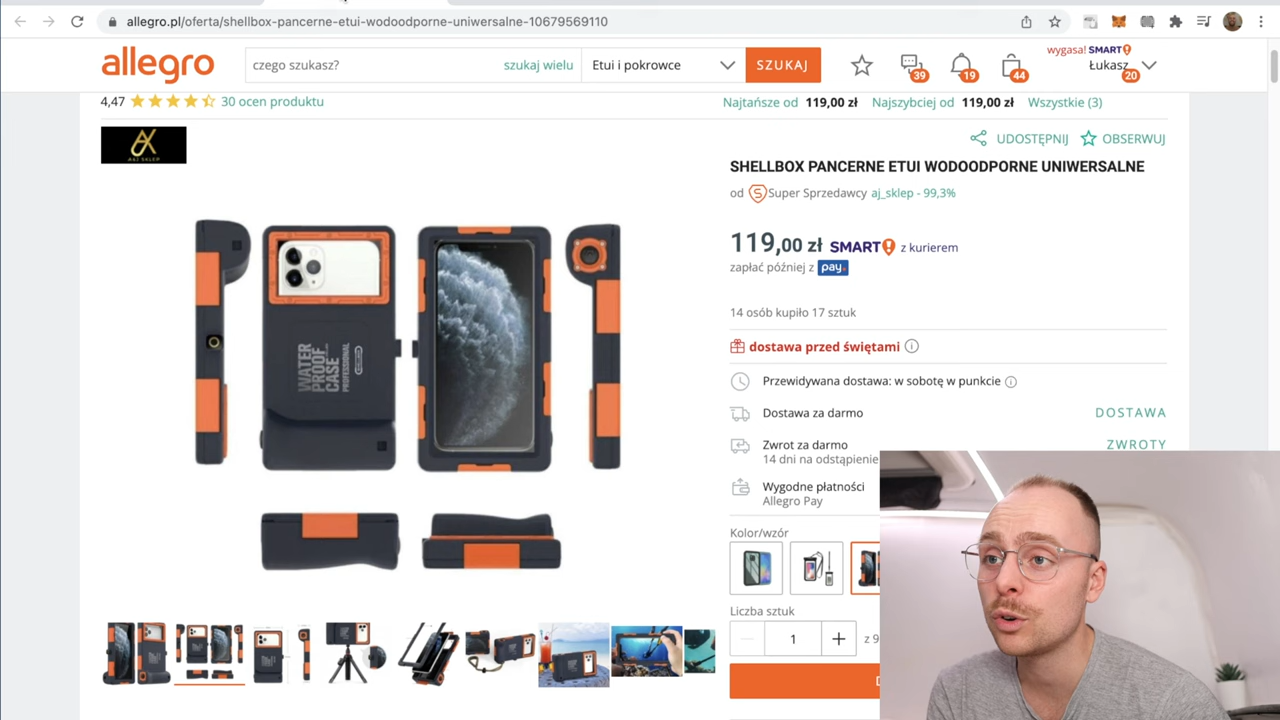 allegro.pl/oferta/shellbox-pancerne-etui-wodoodporne-uniwersalne-10679569110
allegro
czego szukasz?
szukaj wielu
Etui i pokrowce
SZUKAJ
39
19
44
wygasa! SMART!
Łukasz
20
4,47
30 ocen produktu
Najtańsze od 119,00 zł
Najszybciej od 119,00 zł
Wszystkie (3)
A&J SKLEP
UDOSTĘPNIJ
OBSERWUJ
SHELLBOX PANCERNE ETUI WODOODPORNE UNIWERSALNE
od Super Sprzedawcy aj_sklep - 99,3%
119,00 zł SMART! z kurierem
zapłać później z pay
14 osób kupiło 17 sztuk
dostawa przed świętami
Przewidywana dostawa: w sobotę w punkcie
Dostawa za darmo
DOSTAWA
Zwrot za darmo
ZWROTY
14 dni na odstąpienie
Wygodne płatności
Allegro Pay
WATER
PROOF
CASE
PROFESSIONAL
Kolor/wzór
Liczba sztuk
1
z 9